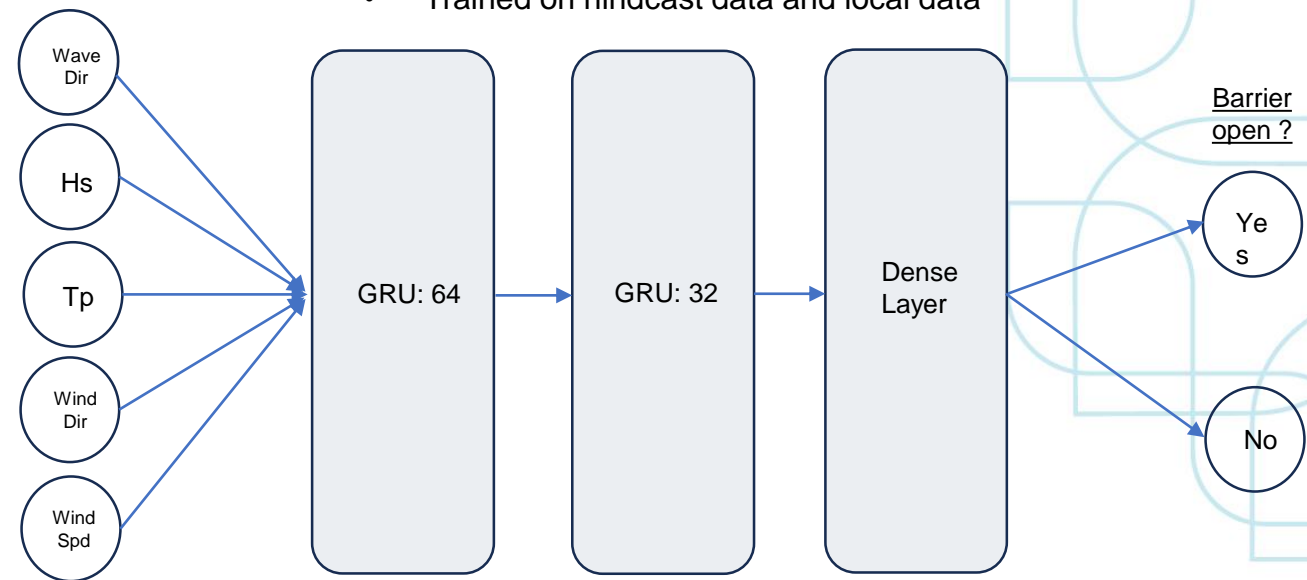 • Trained on hindcast data and local data
Wave
Dir
Hs
Tp
Wind
Dir
Wind
Spd
GRU: 64
GRU: 32
Dense
Layer
Barrier
open ?
Ye
s
No